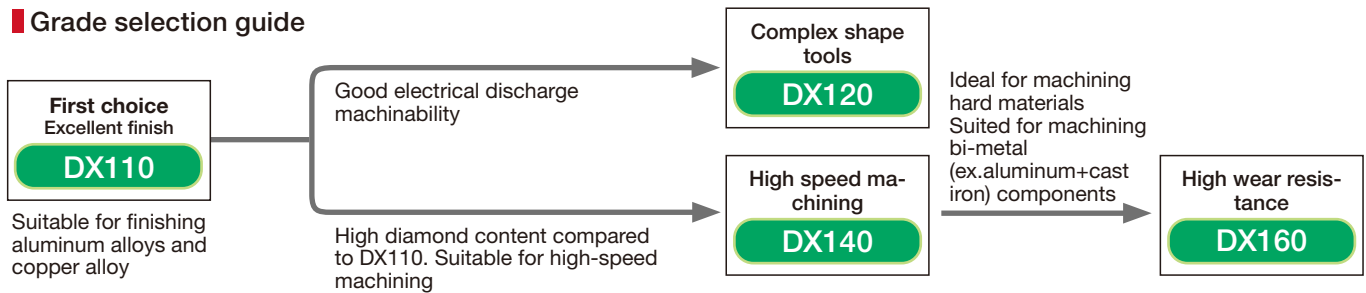 Grade selection guide
First choice
Excellent finish
DX110
Suitable for finishing
aluminum alloys and
copper alloy
Good electrical discharge
machinability
Complex shape
tools
DX120
High diamond content compared
to DX110. Suitable for high-speed
machining
High speed ma-
chining
DX140
Ideal for machining
hard materials
Suited for machining
bi-metal
(ex.aluminum+cast
iron) components
High wear resis-
tance
DX160